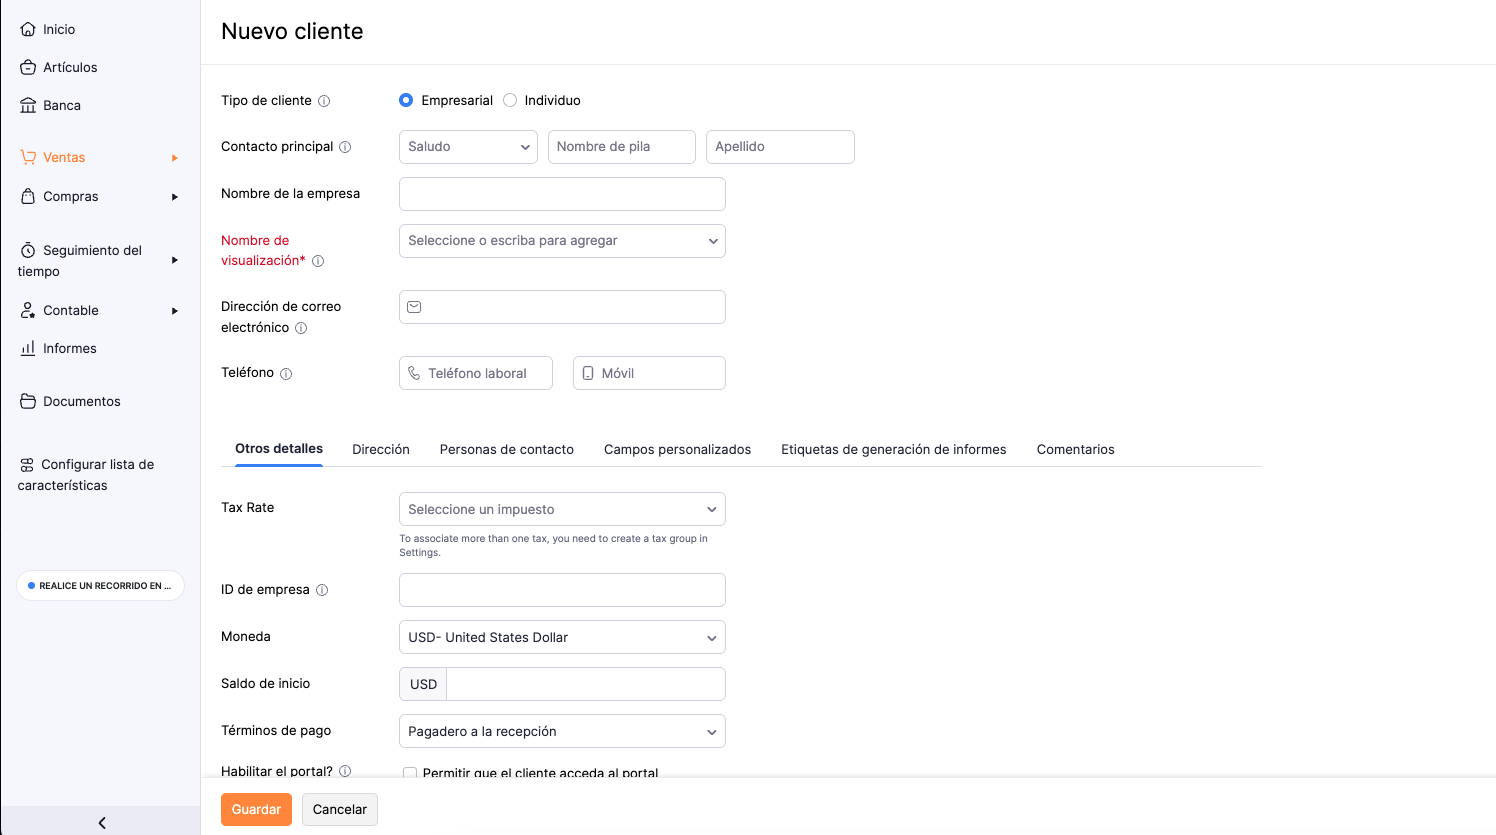 Inicio
Artículos
Banca
Ventas
Compras
Seguimiento del
tiempo
Contable
Informes
Documentos
Configurar lista de
características
REALICE UN RECORRIDO EN ...
Nuevo cliente
Tipo de cliente
Empresarial
Individuo
Contacto principal
Saludo
Nombre de pila
Apellido
Nombre de la empresa
Nombre de
visualización*
Seleccione o escriba para agregar
Dirección de correo
electrónico
Teléfono
Teléfono laboral
Móvil
Otros detalles
Dirección
Personas de contacto
Campos personalizados
Etiquetas de generación de informes
Comentarios
Tax Rate
Seleccione un impuesto
To associate more than one tax, you need to create a tax group in
Settings.
ID de empresa
Moneda
USD- United States Dollar
Saldo de inicio
USD
Términos de pago
Pagadero a la recepción
Habilitar el portal?
Permitir que el cliente acceda al portal
Guardar
Cancelar